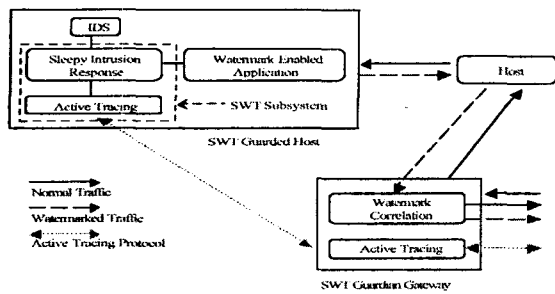 IDS
Sleepy Intrusion
Response
Watermark Enabled
Application
Host
Active Tracing
SWT Subsystem
SWT Guarded Host
Normal Traffic
Watermarked Traffic
Active Tracing Protocol
Watermark
Correlation
Active Tracing
SWT Guardian Gateway